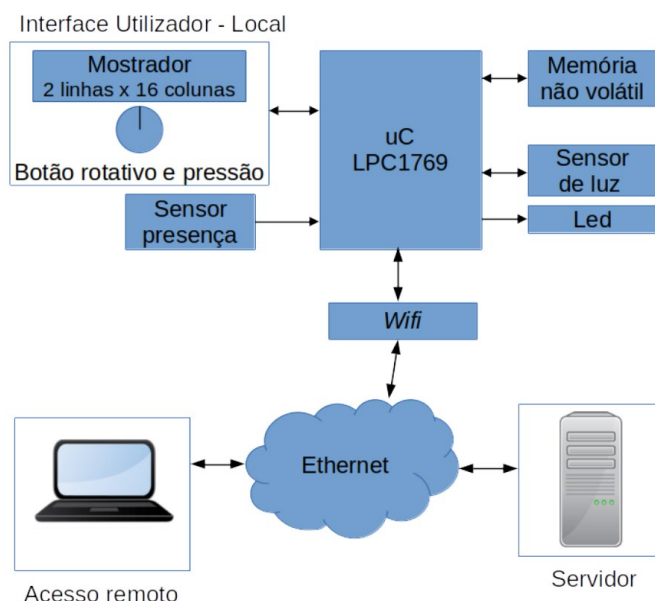 Interface Utilizador - Local
Mostrador
2 linhas x 16 colunas
Botão rotativo e pressão
Sensor
presença
uC
LPC1769
Memória
não volátil
Sensor
de luz
Led
Wifi
Ethernet
Acesso remoto
Servidor